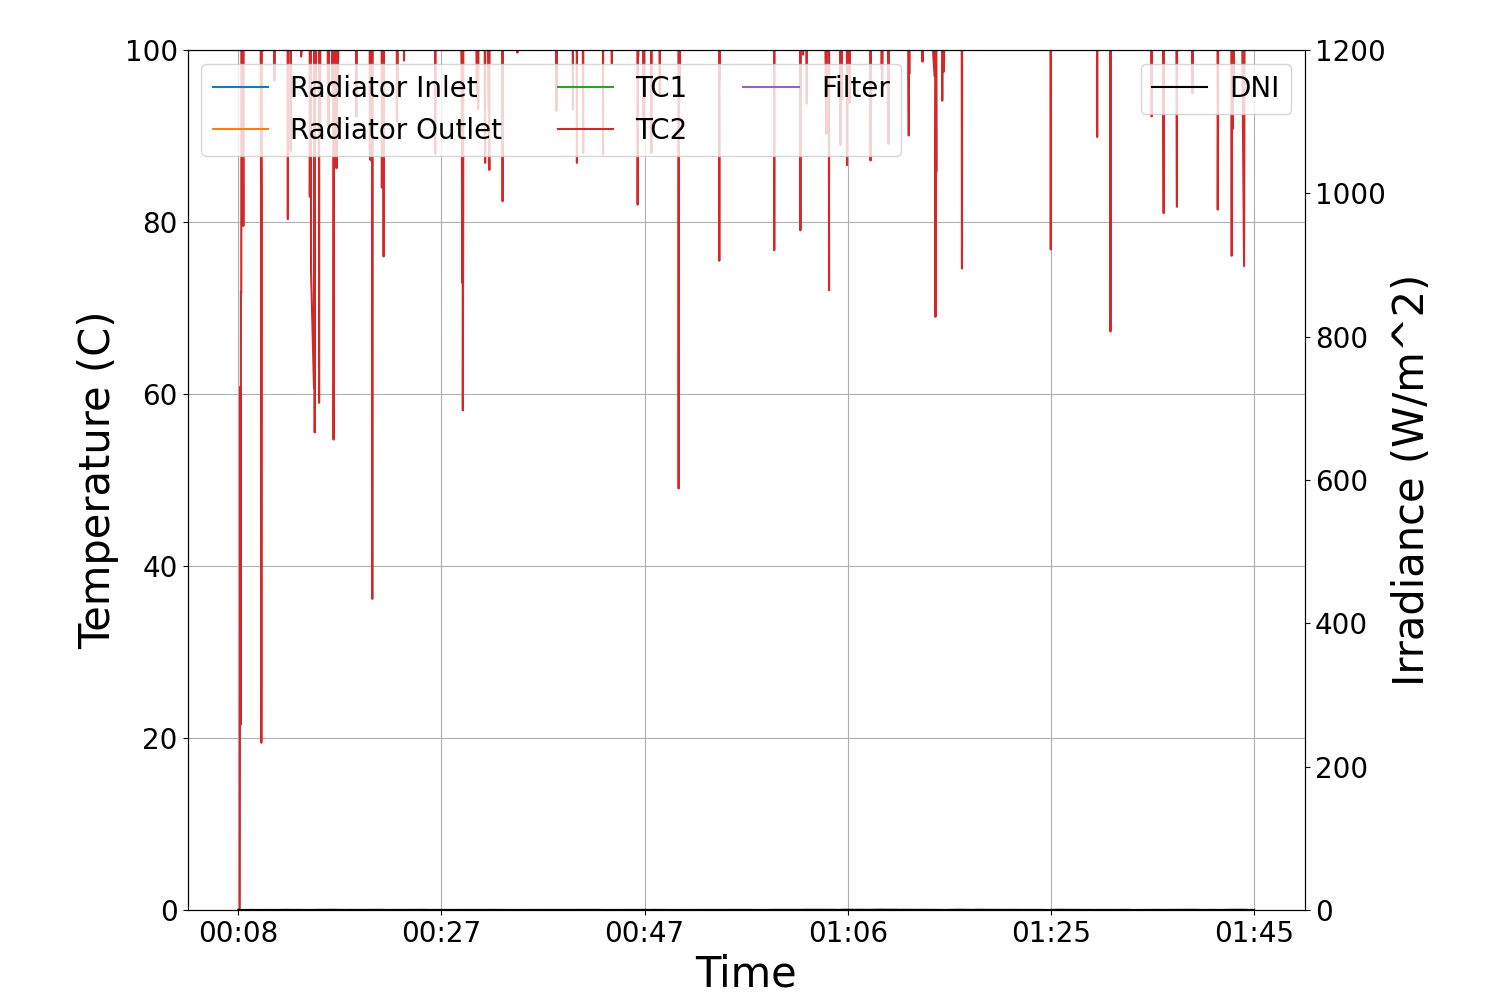 100
80
60
40
20
0
Temperature (C)
Radiator Inlet
Radiator Outlet
TC1
TC2
Filter
DNI
1200
1000
800
600
400
200
0
Irradiance (W/m^2)
00:08
00:27
00:47
01:06
01:25
01:45
Time